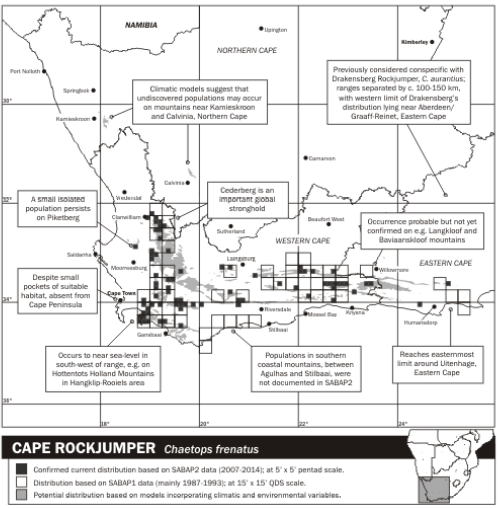 NAMIBIA
Upington
NORTHERN CAPE
Kimberley
Port Nolloth
Springbok
Kamieskroon
30°
Climatic models suggest that
undiscovered populations may occur
on mountains near Kamieskroon
and Calvinia, Northern Cape
Previously considered conspecific with
Drakensberg Rockjumper, C. aurantius;
ranges separated by c. 100-150 km,
with western limit of Drakensberg's
distribution lying near Aberdeen/
Graaff-Reinet, Eastern Cape
Carnarvon
Calvinia
A small isolated
population persists
on Piketberg
Vredendal
Clanwilliam
32°
Cederberg is an
important global
stronghold
Sutherland
Beaufort West
Occurrence probable but not yet
confirmed on e.g. Langkloof and
Baviaanskloof mountains
WESTERN CAPE
EASTERN CAPE
Saldanha
Moorreesburg
Laingsburg
Willowmore
Despite small
pockets of suitable
habitat, absent from
Cape Peninsula
Cape Town
34°
Riversdale
Mossel Bay
Knysna
Humansdorp
Stilbaai
Gansbaai
Occurs to near sea-level in
south-west of range, e.g. on
Hottentots Holland Mountains
in Hangklip-Rooiels area
Populations in southern
coastal mountains, between
Agulhas and Stilbaai, were
not documented in SABAP2
Reaches easternmost
limit around Uitenhage,
Eastern Cape
36°
18°
20°
22°
24°
CAPE ROCKJUMPER Chaetops frenatus
Confirmed current distribution based on SABAP2 data (2007-2014); at 5' x 5' pentad scale.
Distribution based on SABAP1 data (mainly 1987-1993); at 15' x 15' QDS scale.
Potential distribution based on models incorporating climatic and environmental variables.